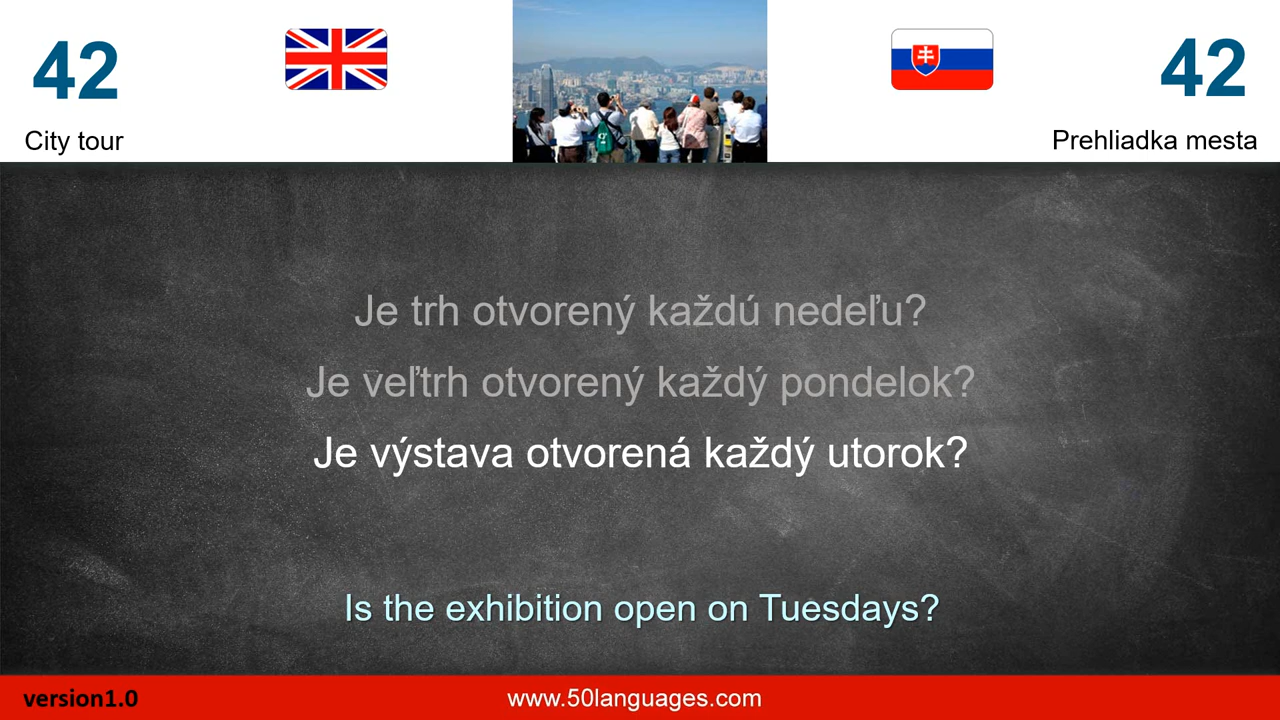 42
42
City tour
Prehliadka mesta
Je trh otvorený každú nedeľu?
Je veľtrh otvorený každý pondelok?
Je výstava otvorená každý utorok?
Is the exhibition open on Tuesdays?
version1.0
www.50languages.com